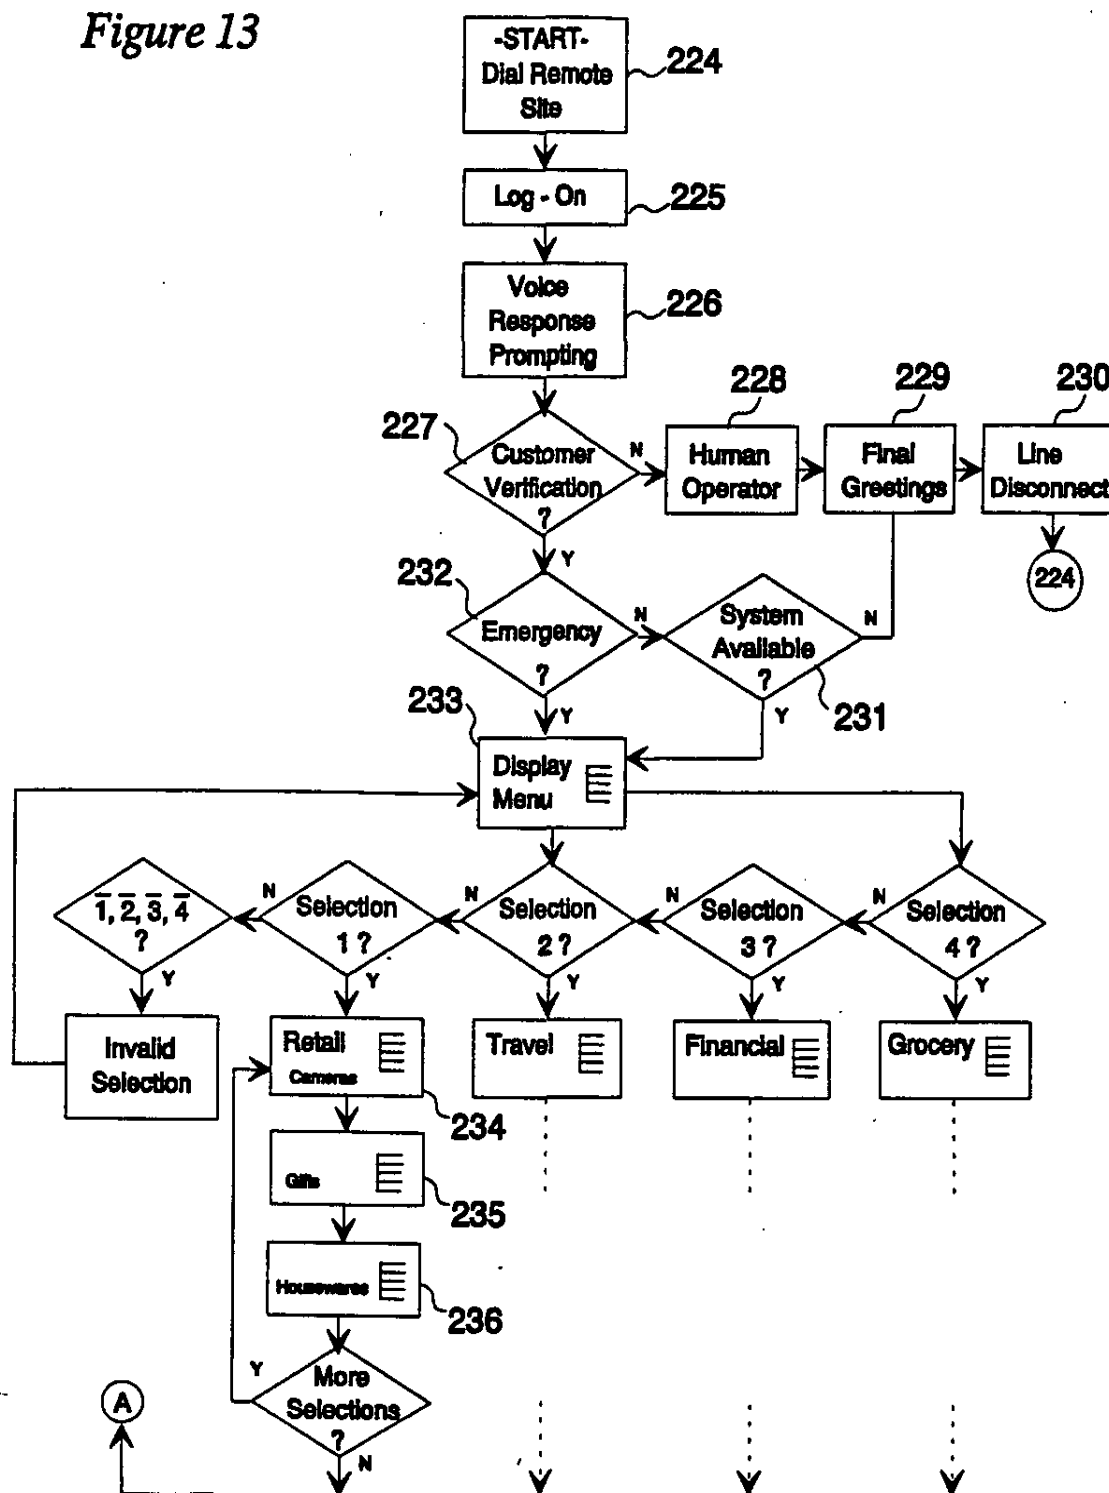 Figure 13
-START-
Dial Remote
Site
224
Log - On
225
Voice
Response
Prompting
226
227
Customer
Verification
?
N
Y
228
Human
Operator
229
Final
Greetings
230
Line
Disconnect
224
232
Emergency
?
N
Y
System
Available
?
N
Y
231
233
Display
Menu
1̅, 2̅, 3̅, 4̅
?
Y
N
Selection
1 ?
Y
N
Selection
2 ?
Y
N
Selection
3 ?
Y
N
Selection
4 ?
Y
Invalid
Selection
Retail
Cameras
234
Travel
Financial
Grocery
Gifts
235
Housewares
236
Y
More
Selections
?
N
A